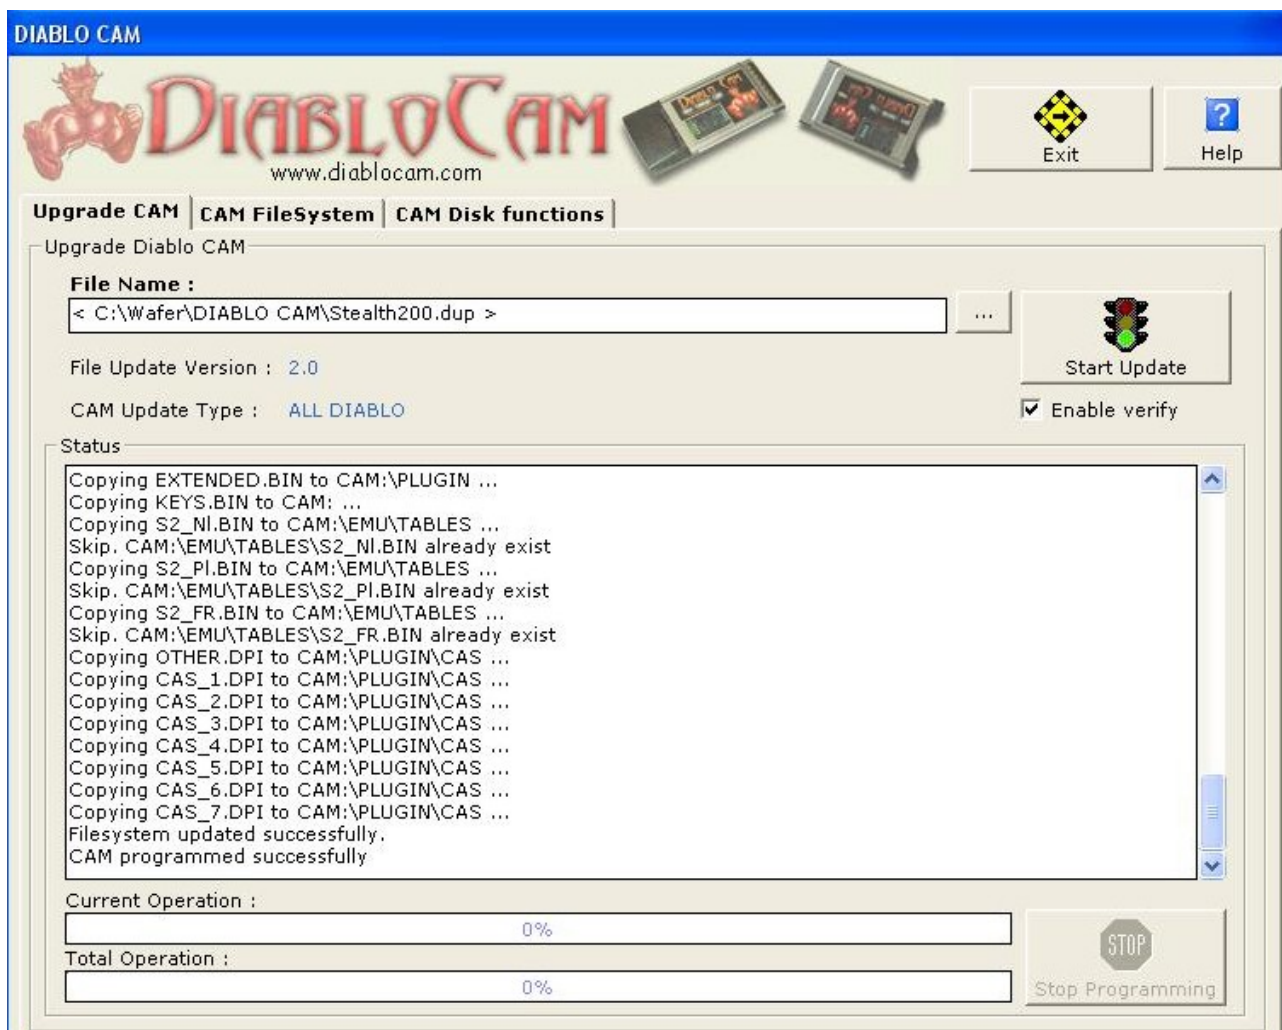 DIABLO CAM
DIABLOCAM
www.diablocam.com
Exit
Help
Upgrade CAM
CAM FileSystem
CAM Disk functions
Upgrade Diablo CAM
File Name :
< C:\Wafer\DIABLO CAM\Stealth200.dup >
...
Start Update
File Update Version : 2.0
CAM Update Type : ALL DIABLO
Enable verify
Status
Copying EXTENDED.BIN to CAM:\PLUGIN ...
Copying KEYS.BIN to CAM: ...
Copying S2_Nl.BIN to CAM:\EMU\TABLES ...
Skip. CAM:\EMU\TABLES\S2_Nl.BIN already exist
Copying S2_Pl.BIN to CAM:\EMU\TABLES ...
Skip. CAM:\EMU\TABLES\S2_Pl.BIN already exist
Copying S2_FR.BIN to CAM:\EMU\TABLES ...
Skip. CAM:\EMU\TABLES\S2_FR.BIN already exist
Copying OTHER.DPI to CAM:\PLUGIN\CAS ...
Copying CAS_1.DPI to CAM:\PLUGIN\CAS ...
Copying CAS_2.DPI to CAM:\PLUGIN\CAS ...
Copying CAS_3.DPI to CAM:\PLUGIN\CAS ...
Copying CAS_4.DPI to CAM:\PLUGIN\CAS ...
Copying CAS_5.DPI to CAM:\PLUGIN\CAS ...
Copying CAS_6.DPI to CAM:\PLUGIN\CAS ...
Copying CAS_7.DPI to CAM:\PLUGIN\CAS ...
Filesystem updated successfully.
CAM programmed successfully
Current Operation :
0%
Total Operation :
0%
STOP
Stop Programming